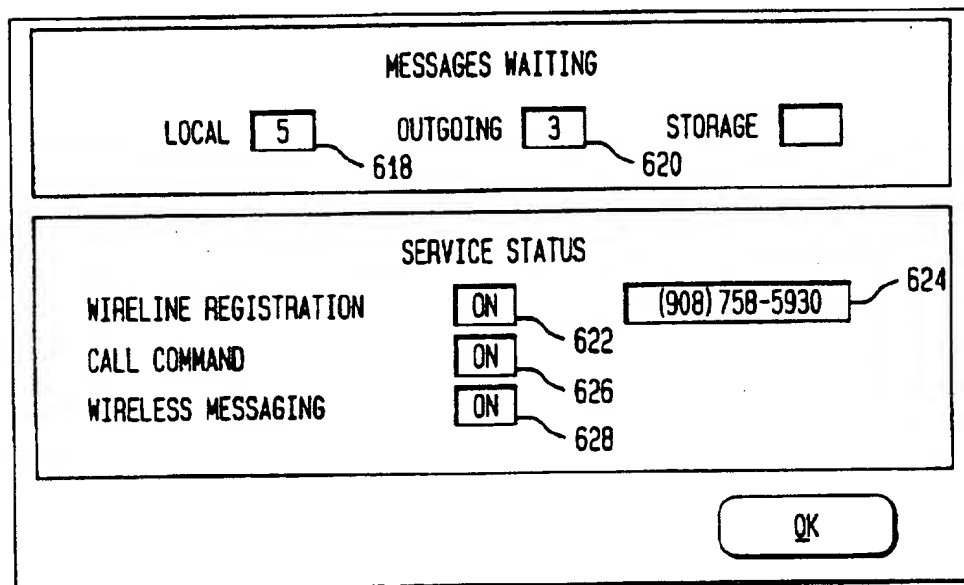 MESSAGES WAITING
LOCAL 5 OUTGOING 3 STORAGE
618 620
SERVICE STATUS
624
WIRELINE REGISTRATION ON (908) 758-5930
622
CALL COMMAND ON
626
WIRELESS MESSAGING ON
628
OK